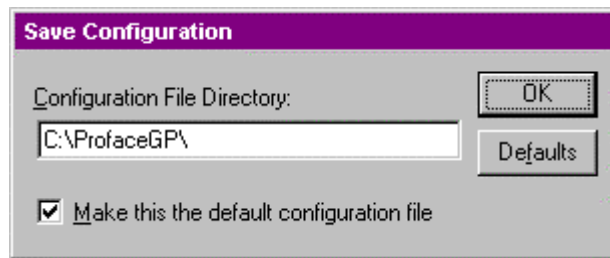 Save Configuration
Configuration File Directory:
OK
C:\ProfaceGP\
Defaults
Make this the default configuration file